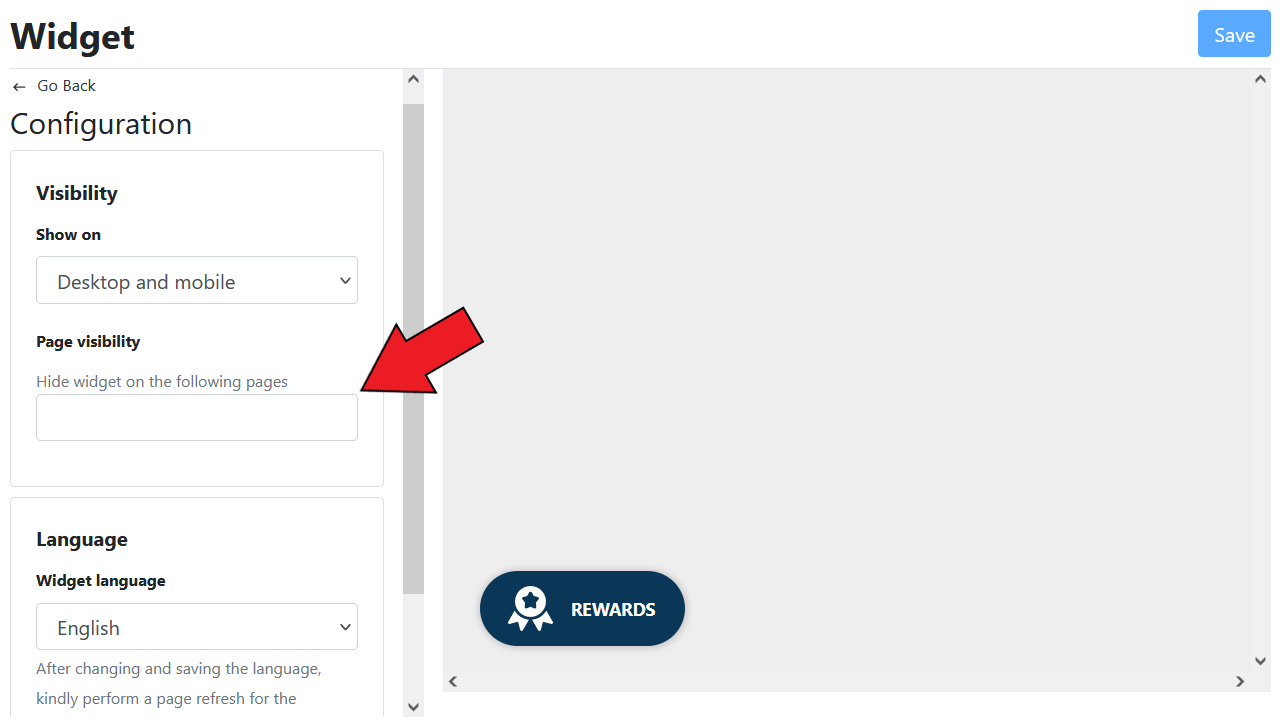 Widget
Save
Go Back
Configuration
Visibility
Show on
Desktop and mobile
Page visibility
Hide widget on the following pages
Language
Widget language
English
After changing and saving the language,
kindly perform a page refresh for the
REWARDS